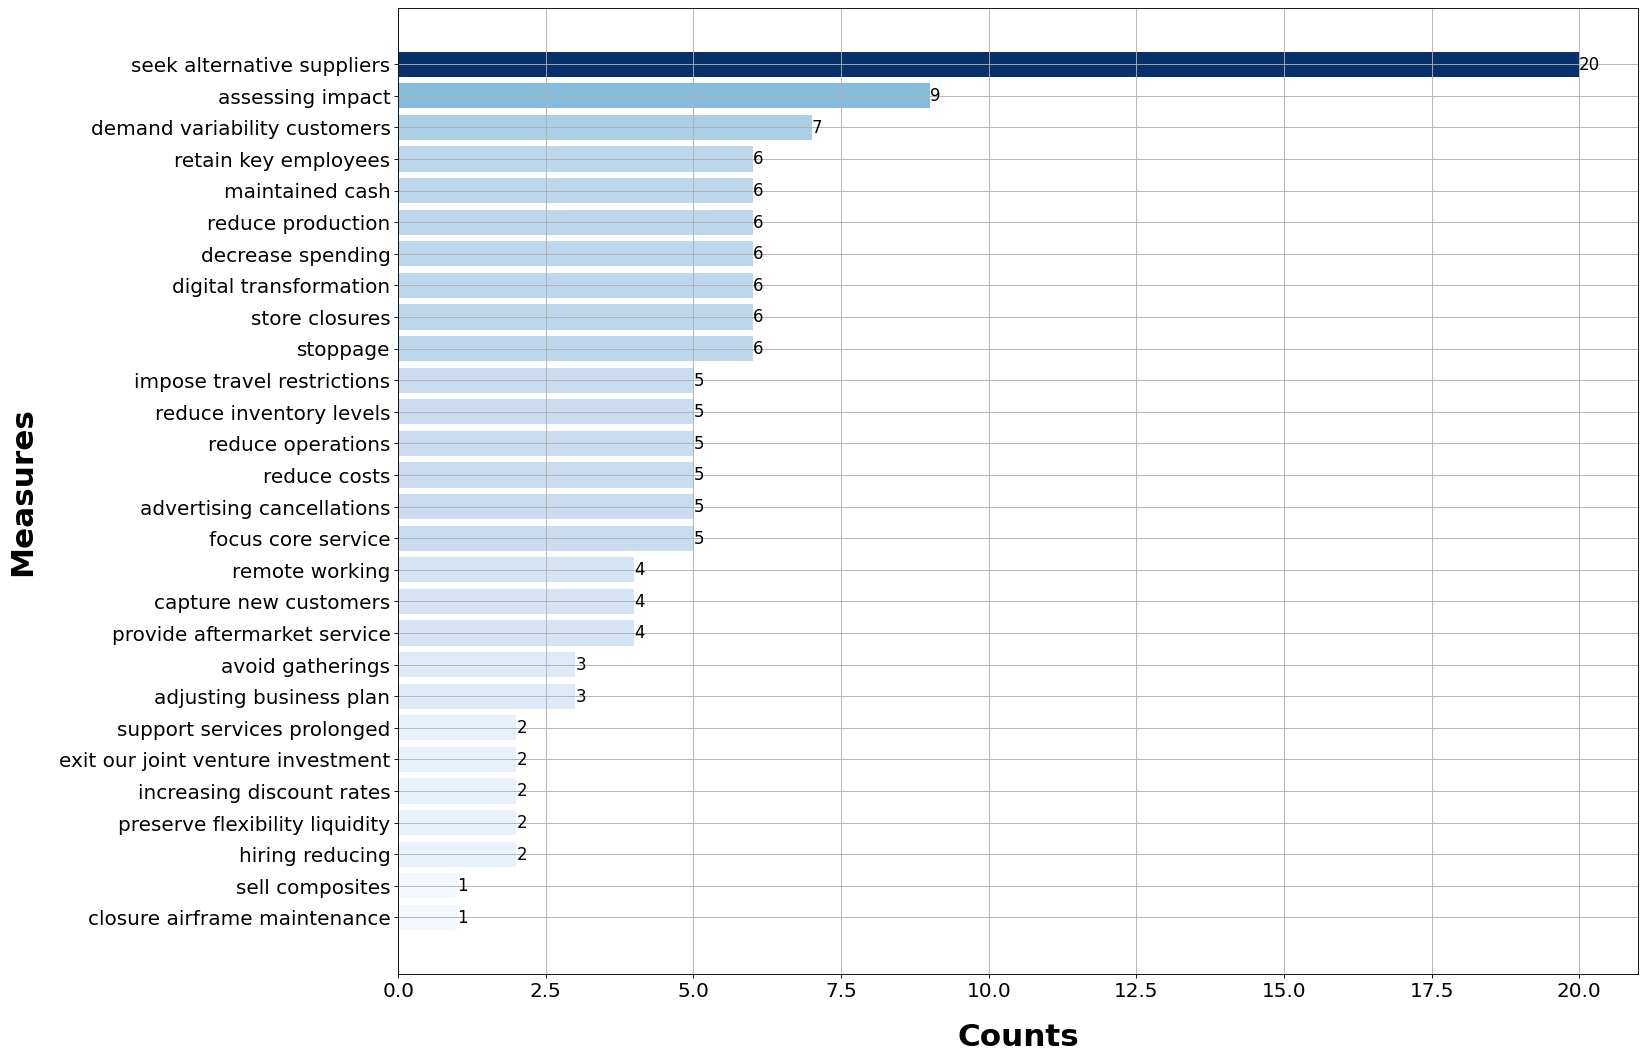 seek alternative suppliers 20
assessing impact 9
demand variability customers 7
retain key employees 6
maintained cash 6
reduce production 6
decrease spending 6
digital transformation 6
store closures 6
stoppage 6
impose travel restrictions 5
reduce inventory levels 5
reduce operations 5
reduce costs 5
advertising cancellations 5
focus core service 5
remote working 4
capture new customers 4
provide aftermarket service 4
avoid gatherings 3
adjusting business plan 3
support services prolonged 2
exit our joint venture investment 2
increasing discount rates 2
preserve flexibility liquidity 2
hiring reducing 2
sell composites 1
closure airframe maintenance 1
Measures
0.0 2.5 5.0 7.5 10.0 12.5 15.0 17.5 20.0
Counts